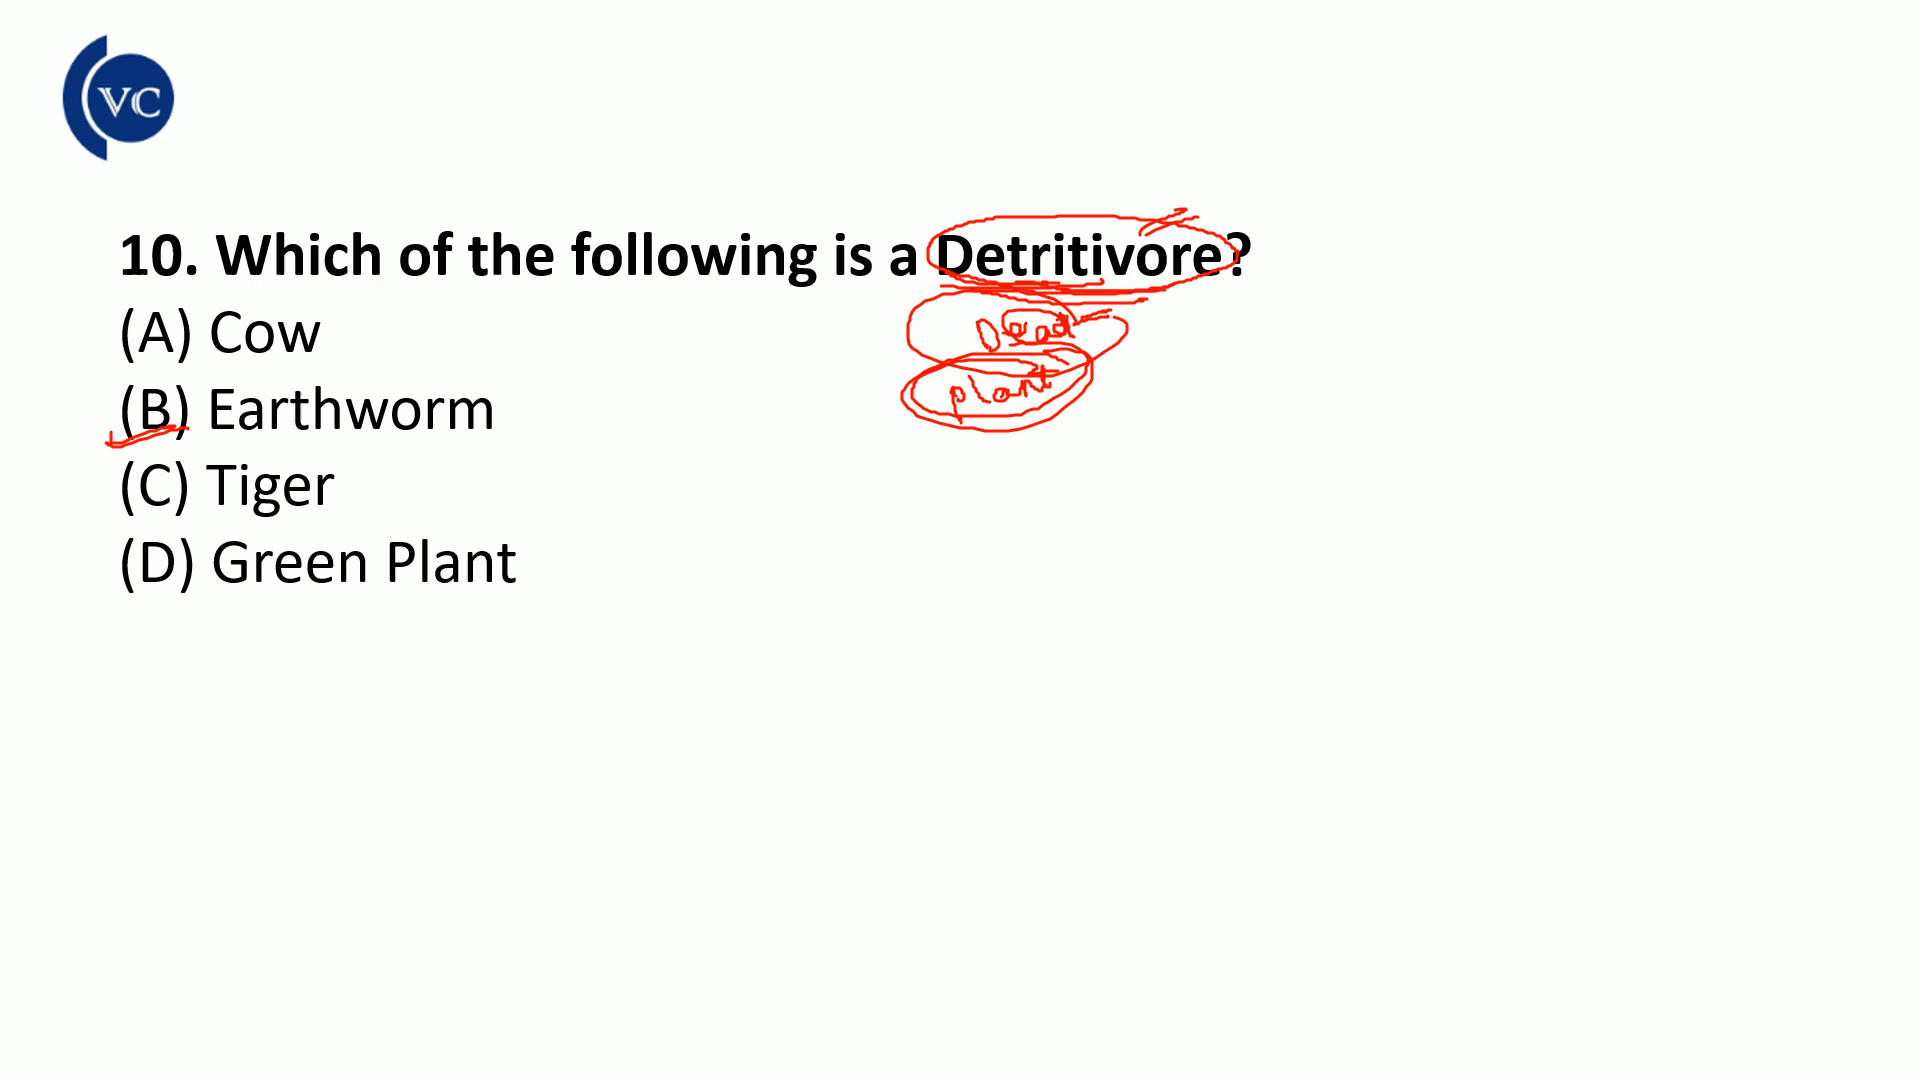 VC
10. Which of the following is a Detritivore?
(A) Cow
Dead
(B) Earthworm
plant
(C) Tiger
(D) Green Plant